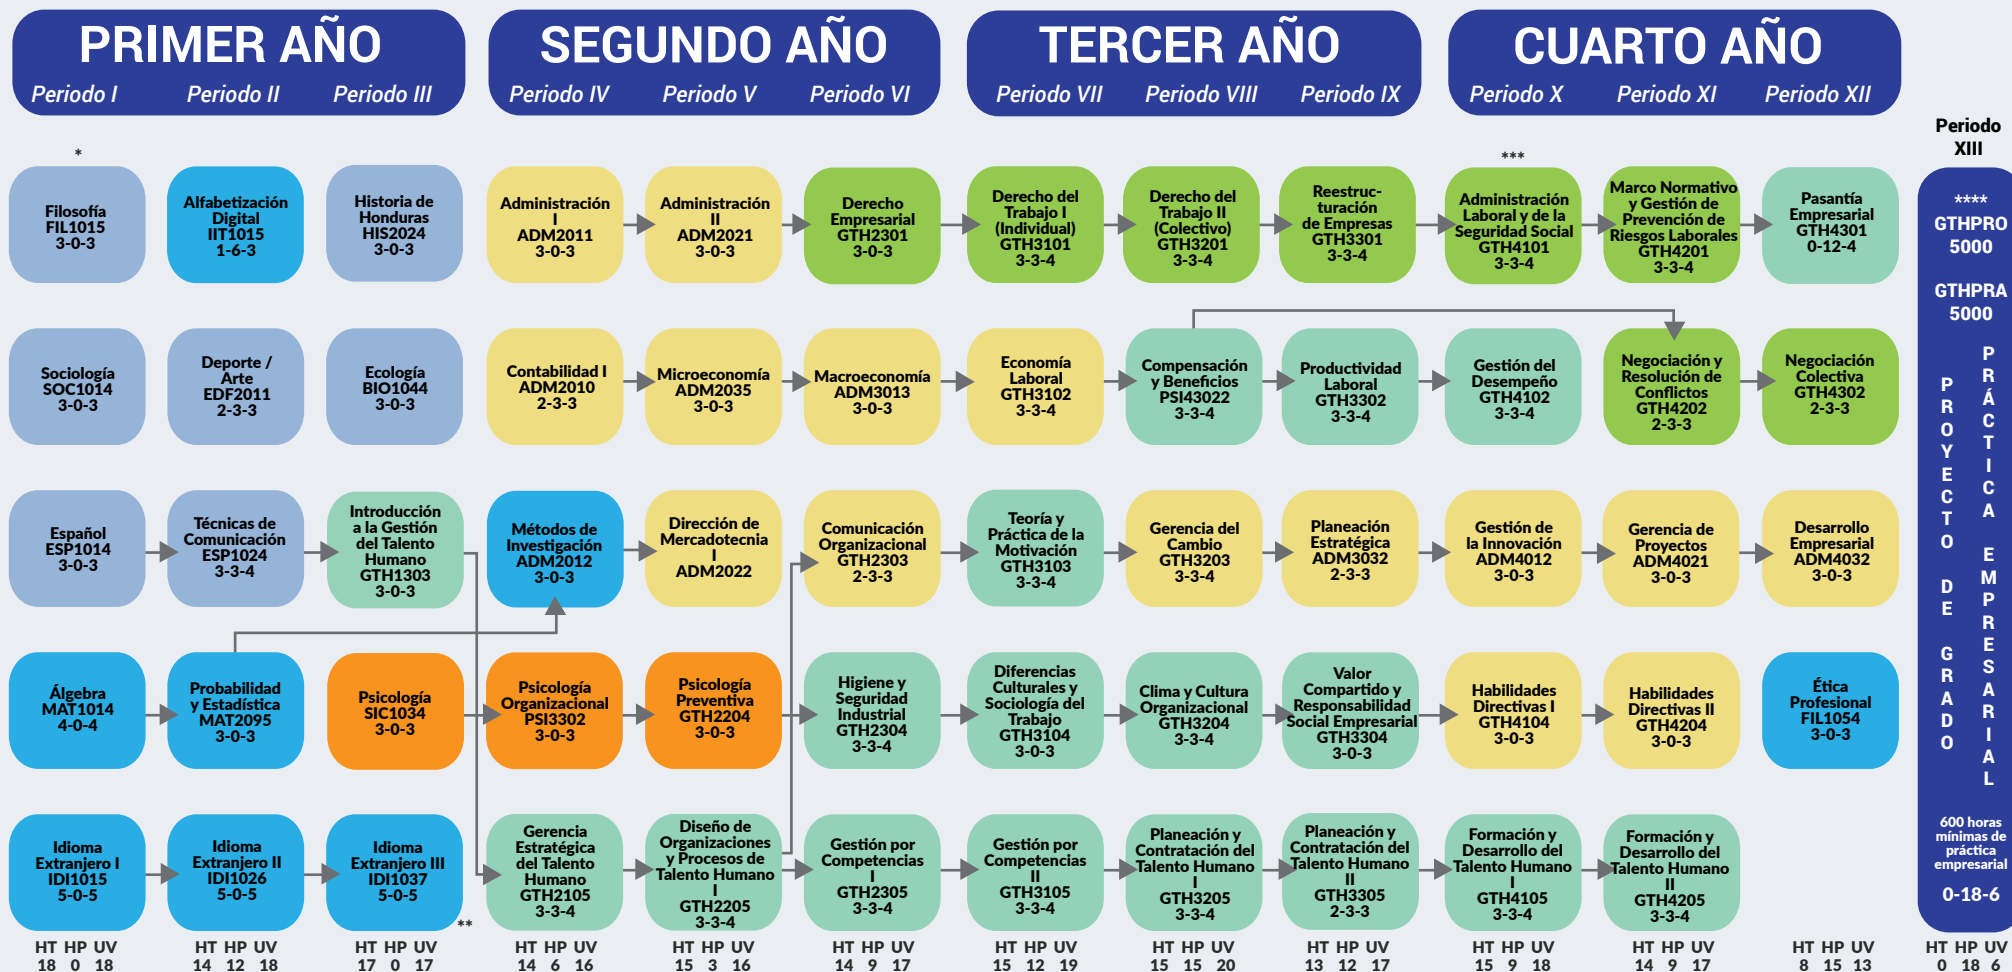 PRIMER AÑO
Periodo I
Periodo II
Periodo III
SEGUNDO AÑO
Periodo IV
Periodo V
Periodo VI
TERCER AÑO
Periodo VII
Periodo VIII
Periodo IX
CUARTO AÑO
Periodo X
Periodo XI
Periodo XII
Periodo
XIII
*
Filosofía
FIL1015
3-0-3
Alfabetización
Digital
IIT1015
1-6-3
Historia de
Honduras
HIS2024
3-0-3
Administración
I
ADM2011
3-0-3
Administración
II
ADM2021
3-0-3
Derecho
Empresarial
GTH2301
3-0-3
Derecho del
Trabajo I
(Individual)
GTH3101
3-3-4
Derecho del
Trabajo II
(Colectivo)
GTH3201
3-3-4
Reestruc-
turación
de Empresas
GTH3301
3-3-4
***
Administración
Laboral y de la
Seguridad Social
GTH4101
3-3-4
Marco Normativo
y Gestión de
Prevención de
Riesgos Laborales
GTH4201
3-3-4
Pasantía
Empresarial
GTH4301
0-12-4
Sociología
SOC1014
3-0-3
Deporte /
Arte
EDF2011
2-3-3
Ecología
BIO1044
3-0-3
Contabilidad I
ADM2010
2-3-3
Microeconomía
ADM2035
3-0-3
Macroeconomía
ADM3013
3-0-3
Economía
Laboral
GTH3102
3-3-4
Compensación
y Beneficios
PSI43022
3-3-4
Productividad
Laboral
GTH3302
3-3-4
Gestión del
Desempeño
GTH4102
3-3-4
Negociación y
Resolución de
Conflictos
GTH4202
2-3-3
Negociación
Colectiva
GTH4302
2-3-3
Español
ESP1014
3-0-3
Técnicas de
Comunicación
ESP1024
3-3-4
Introducción
a la Gestión
del Talento
Humano
GTH1303
3-0-3
Métodos de
Investigación
ADM2012
3-0-3
Dirección de
Mercadotecnia
I
ADM2022
Comunicación
Organizacional
GTH2303
2-3-3
Teoría y
Práctica de la
Motivación
GTH3103
3-3-4
Gerencia del
Cambio
GTH3203
3-3-4
Planeación
Estratégica
ADM3032
2-3-3
Gestión de
la Innovación
ADM4012
3-0-3
Gerencia de
Proyectos
ADM4021
3-0-3
Desarrollo
Empresarial
ADM4032
3-0-3
Álgebra
MAT1014
4-0-4
Probabilidad
y Estadística
MAT2095
3-0-3
Psicología
SIC1034
3-0-3
Psicología
Organizacional
PSI3302
3-0-3
Psicología
Preventiva
GTH2204
3-0-3
Higiene y
Seguridad
Industrial
GTH2304
3-3-4
Diferencias
Culturales y
Sociología del
Trabajo
GTH3104
3-0-3
Clima y Cultura
Organizacional
GTH3204
3-3-4
Valor
Compartido y
Responsabilidad
Social Empresarial
GTH3304
3-0-3
Habilidades
Directivas I
GTH4104
3-0-3
Habilidades
Directivas II
GTH4204
3-0-3
Ética
Profesional
FIL1054
3-0-3
Idioma
Extranjero I
IDI1015
5-0-5
Idioma
Extranjero II
IDI1026
5-0-5
Idioma
Extranjero III
IDI1037
5-0-5
**
Gerencia
Estratégica
del Talento
Humano
GTH2105
3-3-4
Diseño de
Organizaciones
y Procesos de
Talento Humano
I
GTH2205
3-3-4
Gestión por
Competencias
I
GTH2305
3-3-4
Gestión por
Competencias
II
GTH3105
3-3-4
Planeación y
Contratación del
Talento Humano
I
GTH3205
3-3-4
Planeación y
Contratación del
Talento Humano
II
GTH3305
2-3-3
Formación y
Desarrollo del
Talento Humano
I
GTH4105
3-3-4
Formación y
Desarrollo del
Talento Humano
II
GTH4205
3-3-4
****
GTHPRO
5000
GTHPRA
5000
PROYECTO DE GRADO
PRÁCTICA EMPRESARIAL
600 horas
mínimas de
práctica
empresarial
0-18-6
HT HP UV
18 0 18
HT HP UV
14 12 18
HT HP UV
17 0 17
HT HP UV
14 6 16
HT HP UV
15 3 16
HT HP UV
14 9 17
HT HP UV
15 12 19
HT HP UV
15 15 20
HT HP UV
13 12 17
HT HP UV
15 9 18
HT HP UV
14 9 17
HT HP UV
8 15 13
HT HP UV
0 18 6